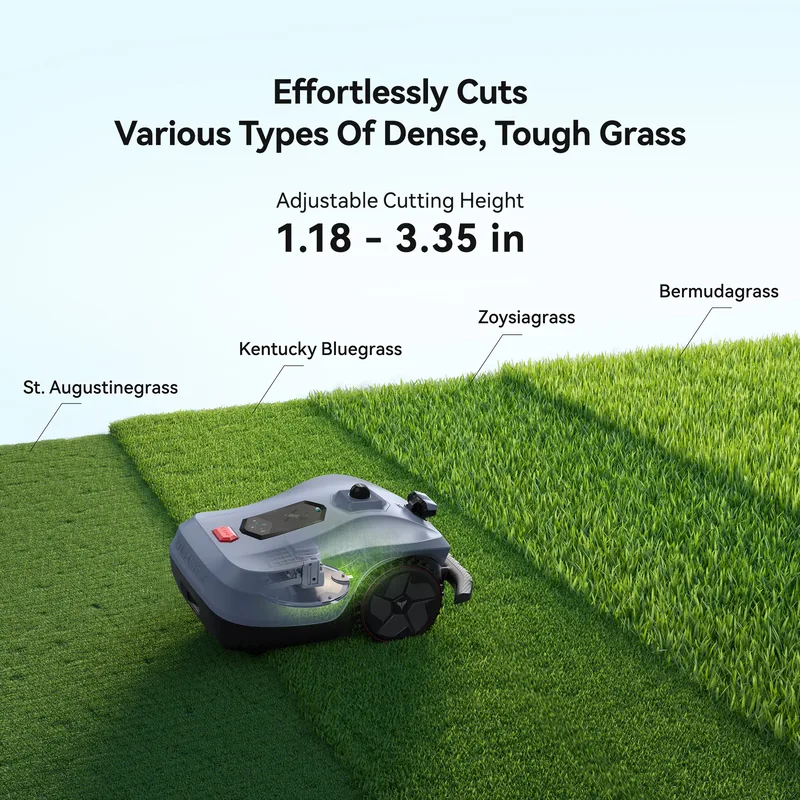 Effortlessly Cuts
Various Types Of Dense, Tough Grass
Adjustable Cutting Height
1.18 - 3.35 in
Bermudagrass
Zoysiagrass
Kentucky Bluegrass
St. Augustinegrass